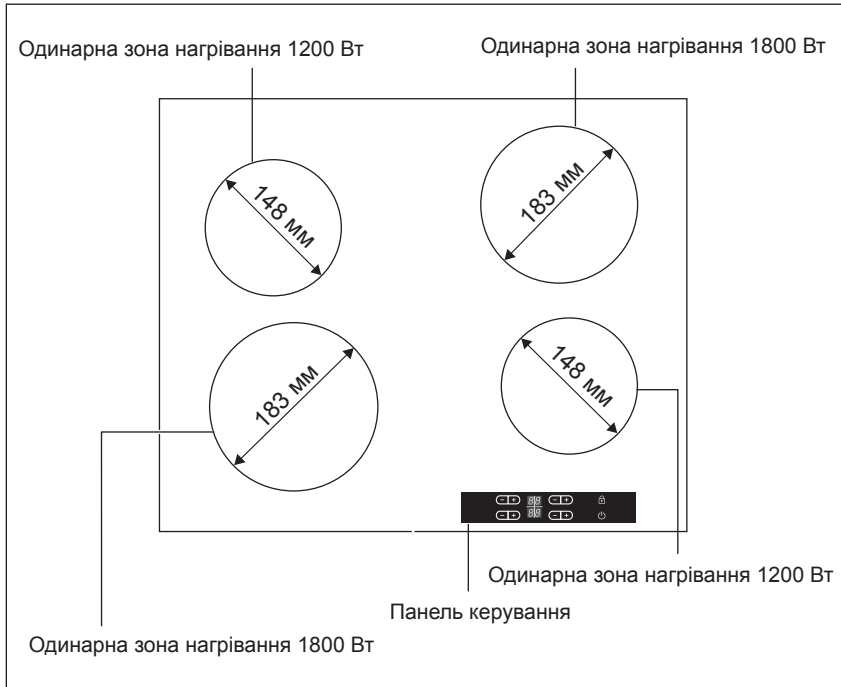 Одинарна зона нагрівання 1200 Вт
Одинарна зона нагрівання 1800 Вт
148 мм
183 мм
183 мм
148 мм
Одинарна зона нагрівання 1200 Вт
Панель керування
Одинарна зона нагрівання 1800 Вт